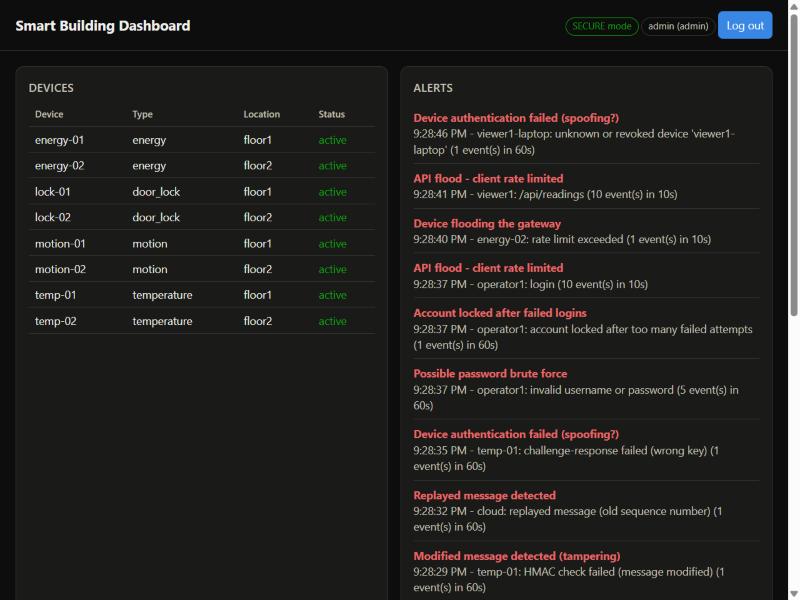 Smart Building Dashboard
SECURE mode
admin (admin)
Log out
DEVICES
Device Type Location Status
energy-01 energy floor1 active
energy-02 energy floor2 active
lock-01 door_lock floor1 active
lock-02 door_lock floor2 active
motion-01 motion floor1 active
motion-02 motion floor2 active
temp-01 temperature floor1 active
temp-02 temperature floor2 active
ALERTS
Device authentication failed (spoofing?)
9:28:46 PM - viewer1-laptop: unknown or revoked device 'viewer1-
laptop' (1 event(s) in 60s)
API flood - client rate limited
9:28:41 PM - viewer1: /api/readings (10 event(s) in 10s)
Device flooding the gateway
9:28:40 PM - energy-02: rate limit exceeded (1 event(s) in 10s)
API flood - client rate limited
9:28:37 PM - operator1: login (10 event(s) in 10s)
Account locked after failed logins
9:28:37 PM - operator1: account locked after too many failed attempts
(1 event(s) in 60s)
Possible password brute force
9:28:37 PM - operator1: invalid username or password (5 event(s) in
60s)
Device authentication failed (spoofing?)
9:28:35 PM - temp-01: challenge-response failed (wrong key) (1
event(s) in 60s)
Replayed message detected
9:28:32 PM - cloud: replayed message (old sequence number) (1
event(s) in 60s)
Modified message detected (tampering)
9:28:29 PM - temp-01: HMAC check failed (message modified) (1
event(s) in 60s)